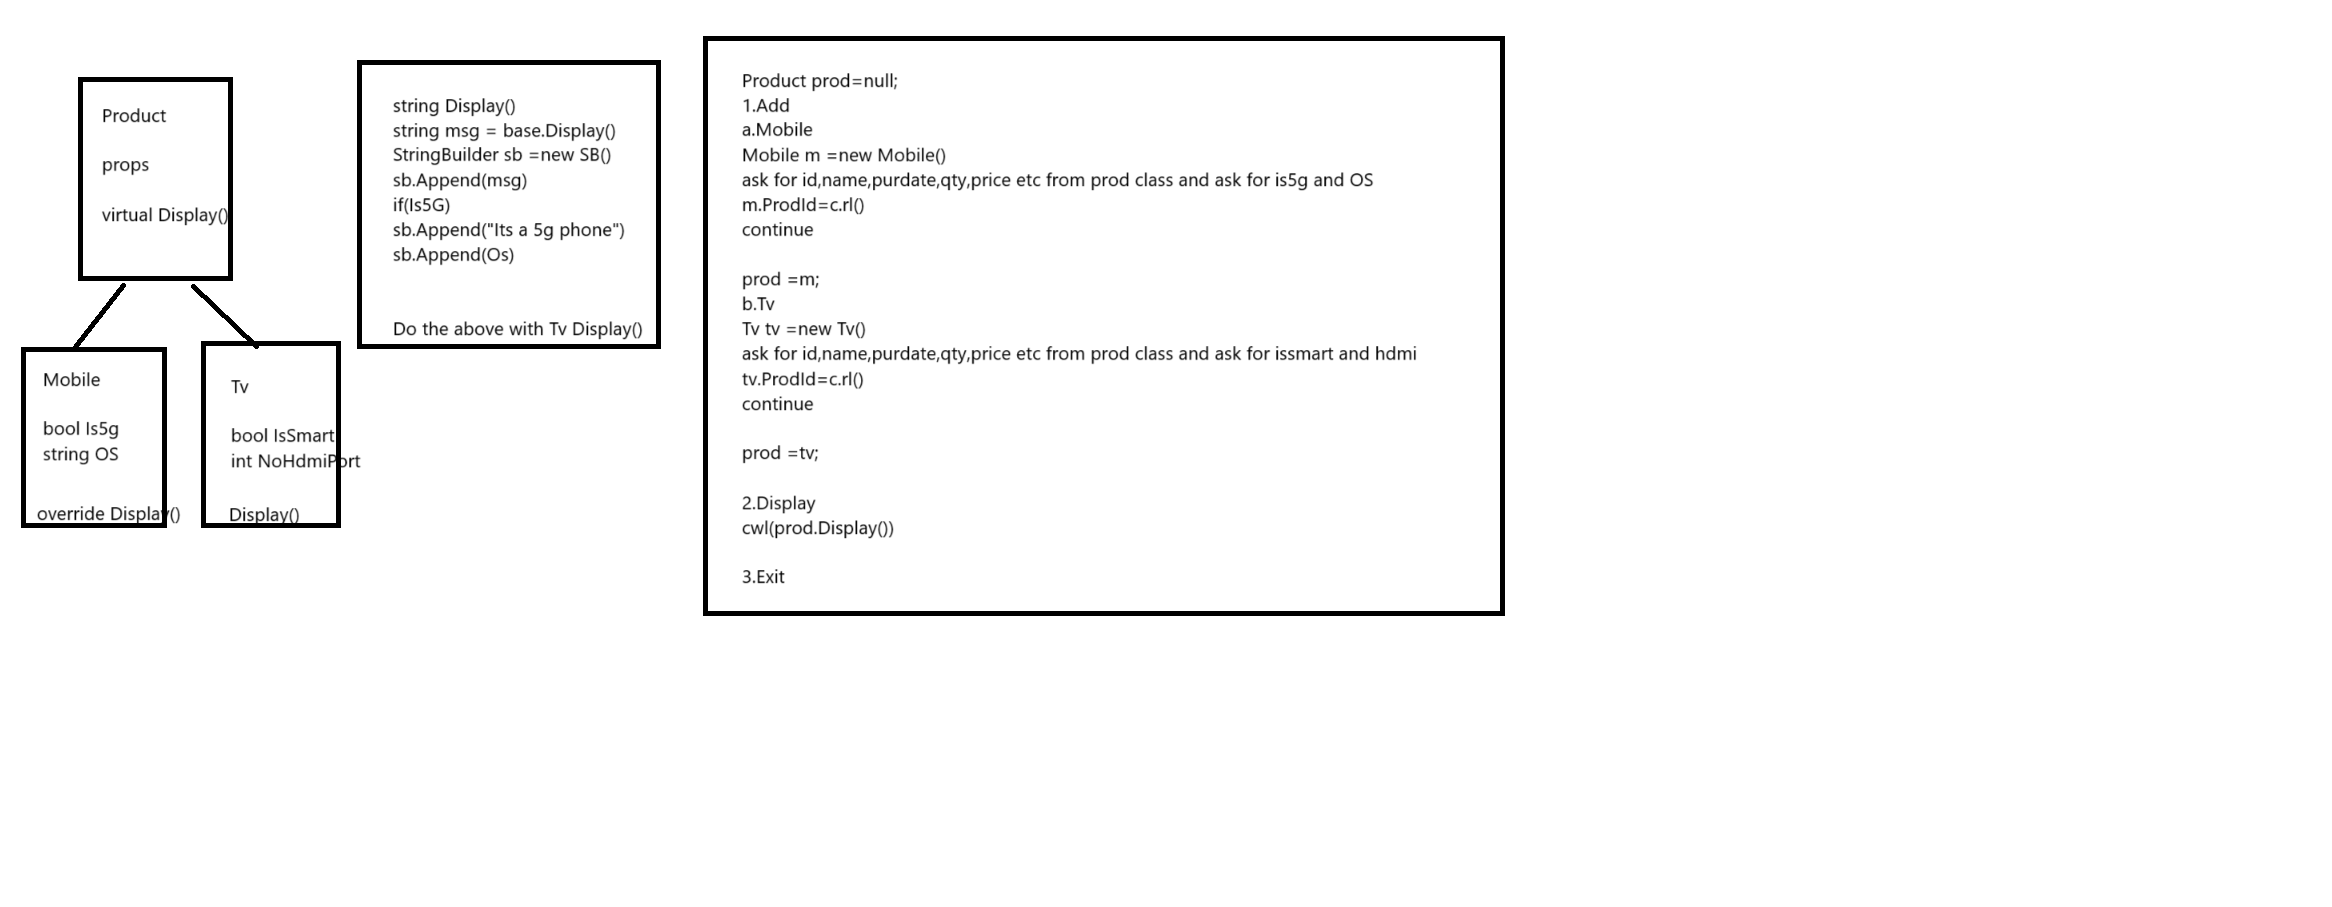 Product
props
virtual Display()
Mobile
bool Is5g
string OS
override Display()
Tv
bool IsSmart
int NoHdmiPort
Display()
string Display()
string msg = base.Display()
StringBuilder sb =new SB()
sb.Append(msg)
if(Is5G)
sb.Append("Its a 5g phone")
sb.Append(Os)
Do the above with Tv Display()
Product prod=null;
1.Add
a.Mobile
Mobile m =new Mobile()
ask for id,name,purdate,qty,price etc from prod class and ask for is5g and OS
m.ProdId=c.rl()
continue
prod =m;
b.Tv
Tv tv =new Tv()
ask for id,name,purdate,qty,price etc from prod class and ask for issmart and hdmi
tv.ProdId=c.rl()
continue
prod =tv;
2.Display
cwl(prod.Display())
3.Exit